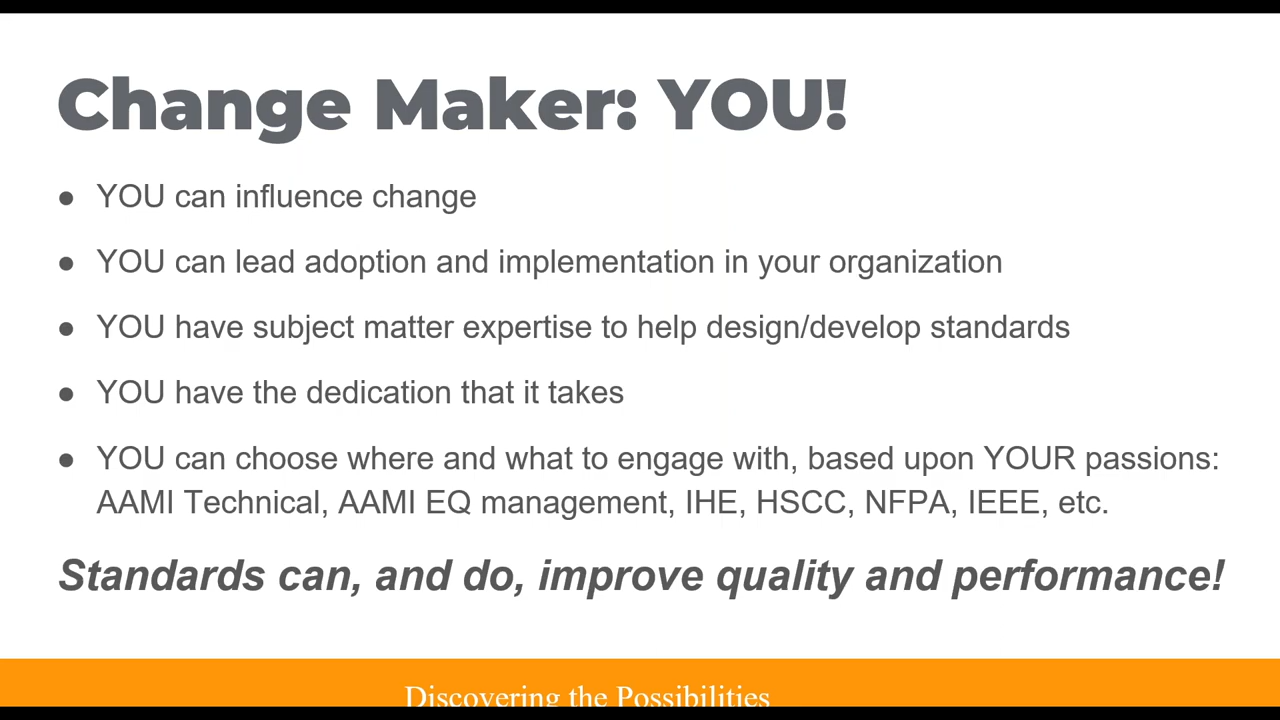 Change Maker: YOU!
● YOU can influence change
● YOU can lead adoption and implementation in your organization
● YOU have subject matter expertise to help design/develop standards
● YOU have the dedication that it takes
● YOU can choose where and what to engage with, based upon YOUR passions:
AAMI Technical, AAMI EQ management, IHE, HSCC, NFPA, IEEE, etc.
Standards can, and do, improve quality and performance!
Discovering the Possibilities